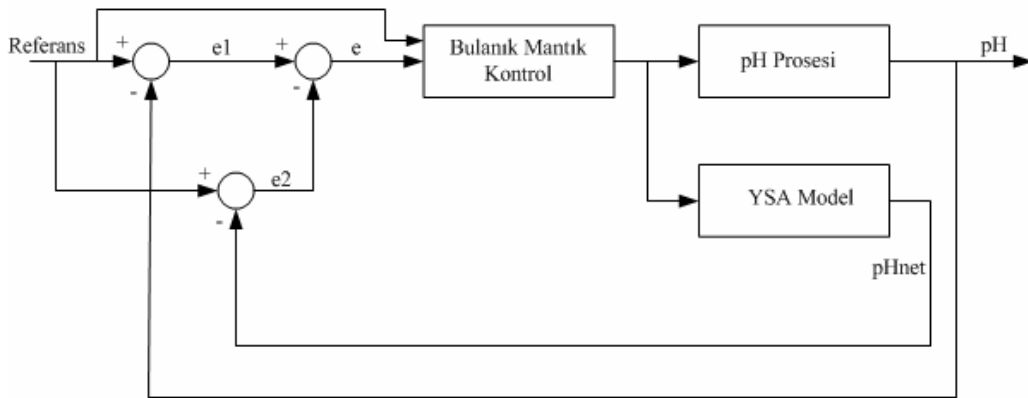 Referans
+
-
e1
+
-
e
Bulanık Mantık
Kontrol
pH Prosesi
pH
+
-
e2
YSA Model
pHnet